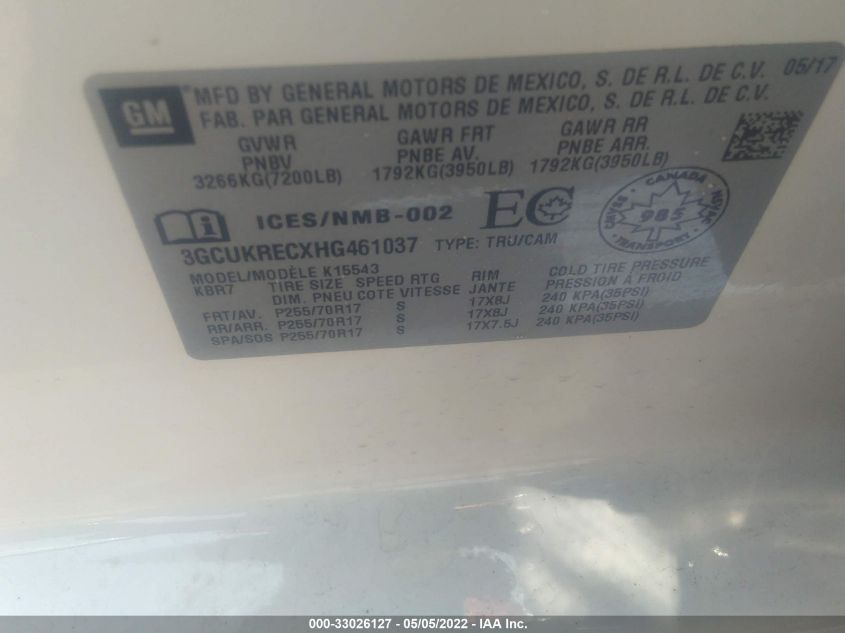 GM MFD BY GENERAL MOTORS DE MEXICO, S. DE R.L. DE C.V. 05/17
FAB. PAR GENERAL MOTORS DE MEXICO, S. DE R.L. DE C.V.
GVWR GAWR FRT GAWR RR
PNBV PNBE AV. PNBE ARR.
3266KG(7200LB) 1792KG(3950LB) 1792KG(3950LB)
i ICES/NMB-002 EC CANADA 985 TRANSPORT
3GCUKRECXHG461037 TYPE: TRU/CAM
MODEL/MODÈLE K15543
KBR7 TIRE SIZE SPEED RTG RIM COLD TIRE PRESSURE
DIM. PNEU COTE VITESSE JANTE PRESSION À FROID
FRT/AV. P255/70R17 S 17X8J 240 KPA(35PSI)
RR/ARR. P255/70R17 S 17X8J 240 KPA(35PSI)
SPA/SOS P255/70R17 S 17X7.5J 240 KPA(35PSI)
000-33026127 - 05/05/2022 - IAA Inc.